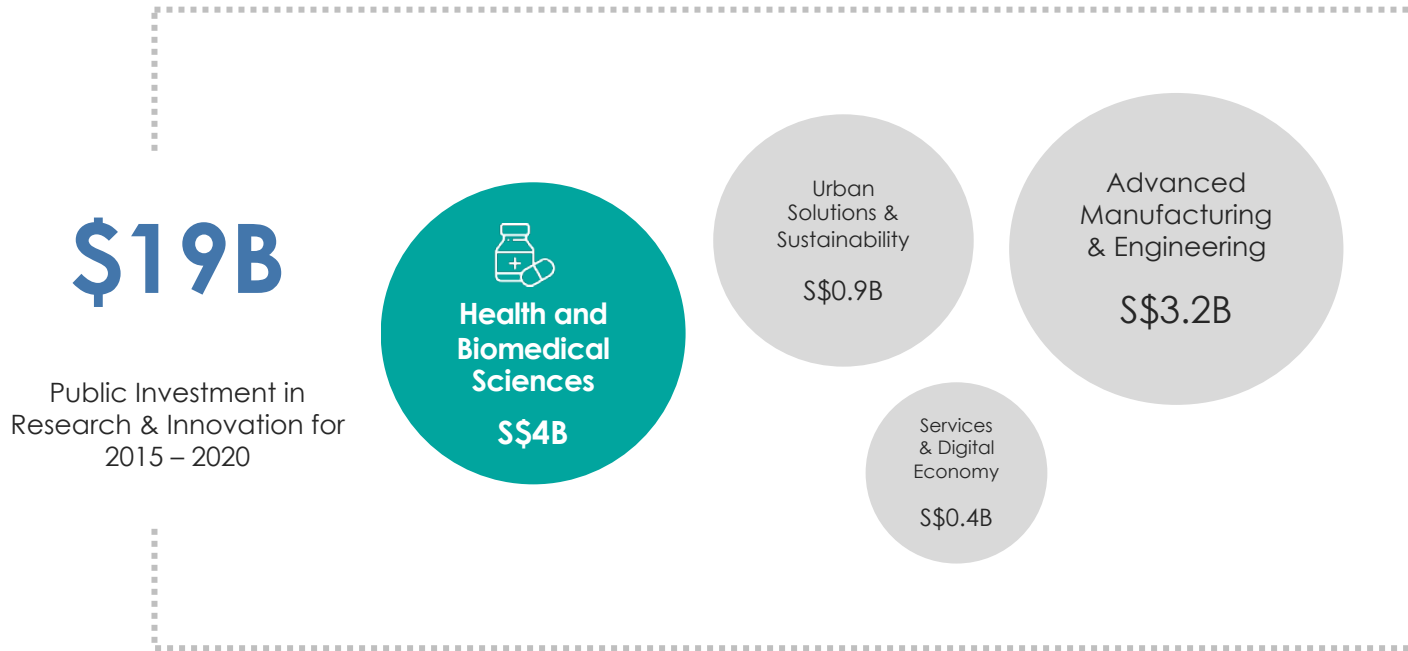 $19B
Public Investment in
Research & Innovation for
2015 – 2020
Health and
Biomedical
Sciences
S$4B
Urban
Solutions &
Sustainability
S$0.9B
Services
& Digital
Economy
S$0.4B
Advanced
Manufacturing
& Engineering
S$3.2B